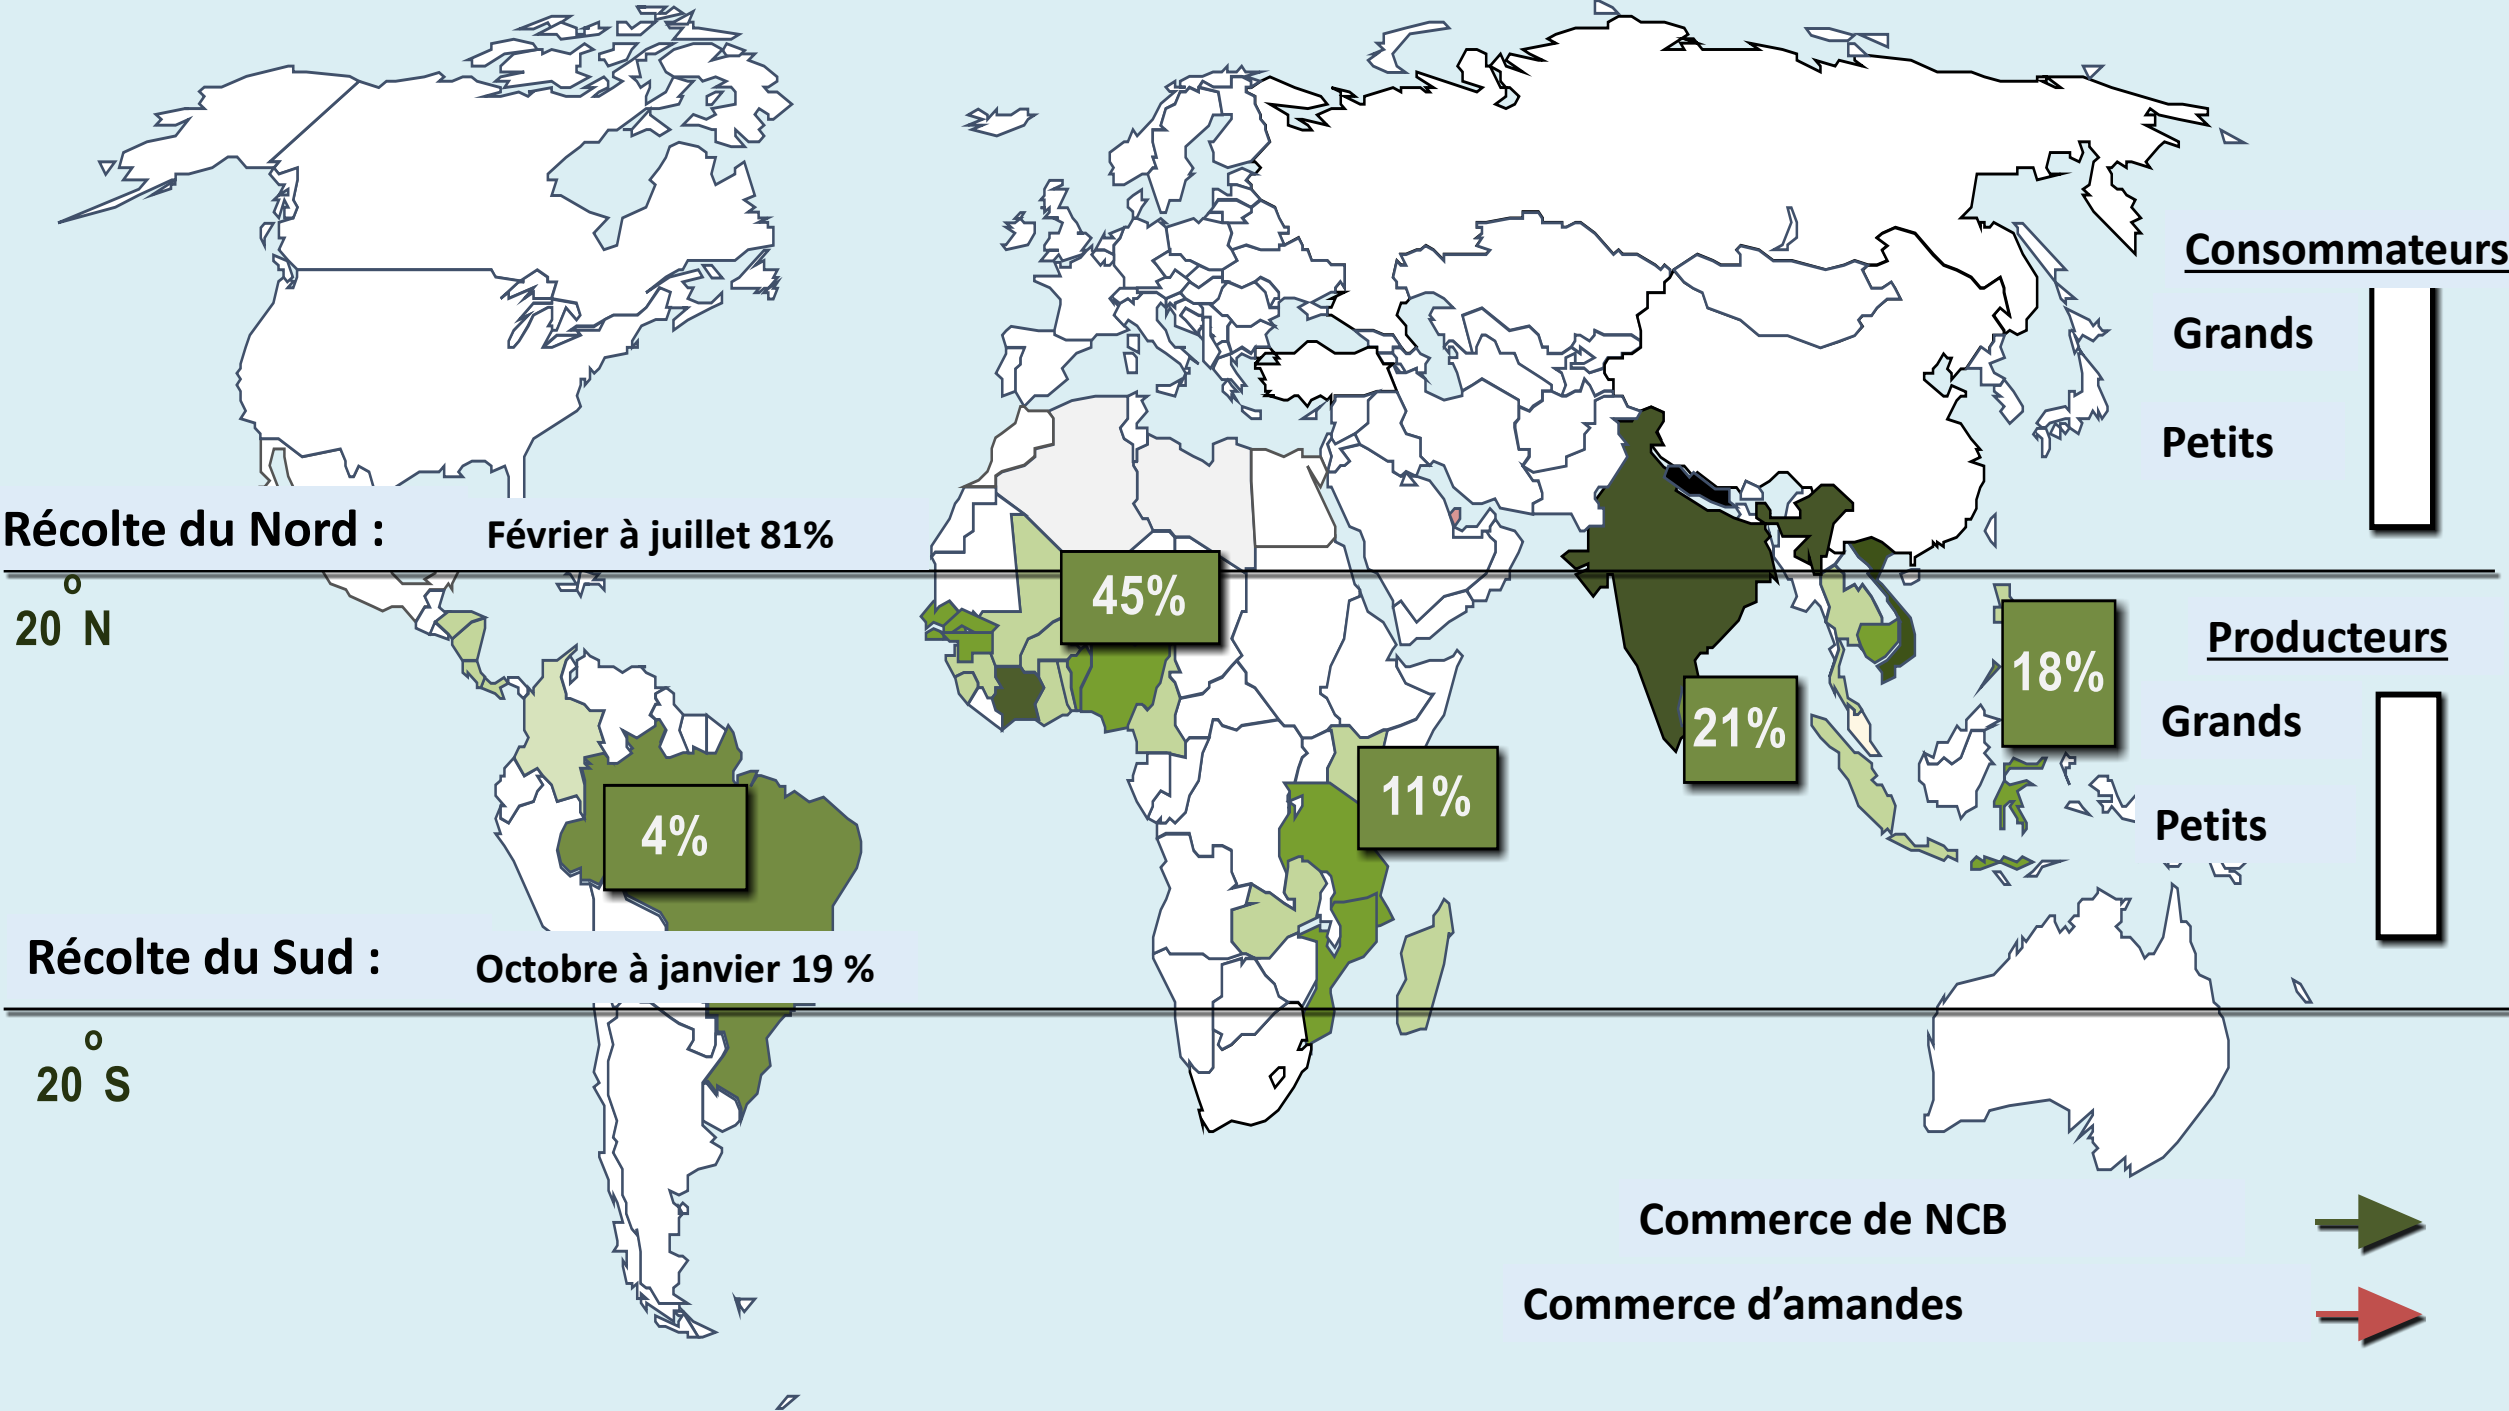 Consommateurs
Grands
Petits
Récolte du Nord :
Février à juillet 81%
20 °N
45%
18%
21%
11%
4%
Producteurs
Grands
Petits
Récolte du Sud :
Octobre à janvier 19 %
20 °S
Commerce de NCB
Commerce d’amandes